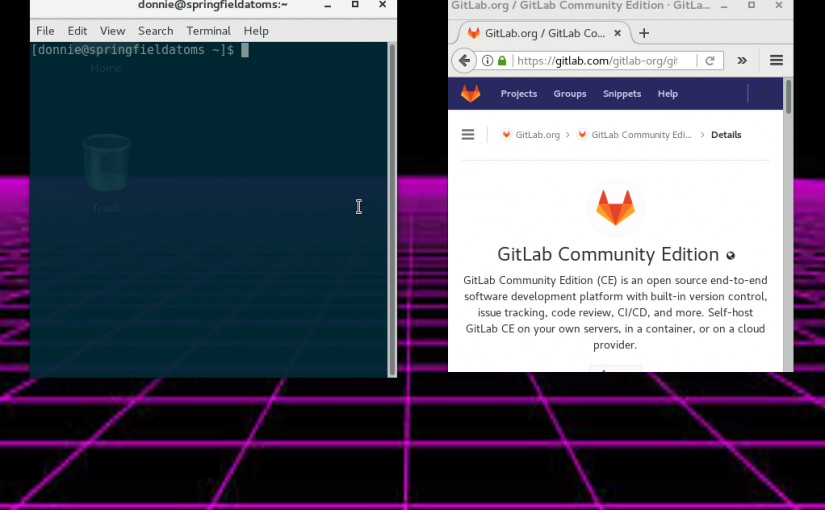 donnie@springfieldatoms:~
File Edit View Search Terminal Help
[donnie@springfieldatoms ~]$
Home
Trash
GitLab.org / GitLab Community Edition · GitLa...
GitLab.org / GitLab Co...
https://gitlab.com/gitlab-org/git
Projects Groups Snippets Help
GitLab.org > GitLab Community Edi... > Details
GitLab Community Edition
GitLab Community Edition (CE) is an open source end-to-end
software development platform with built-in version control,
issue tracking, code review, CI/CD, and more. Self-host
GitLab CE on your own servers, in a container, or on a cloud
provider.